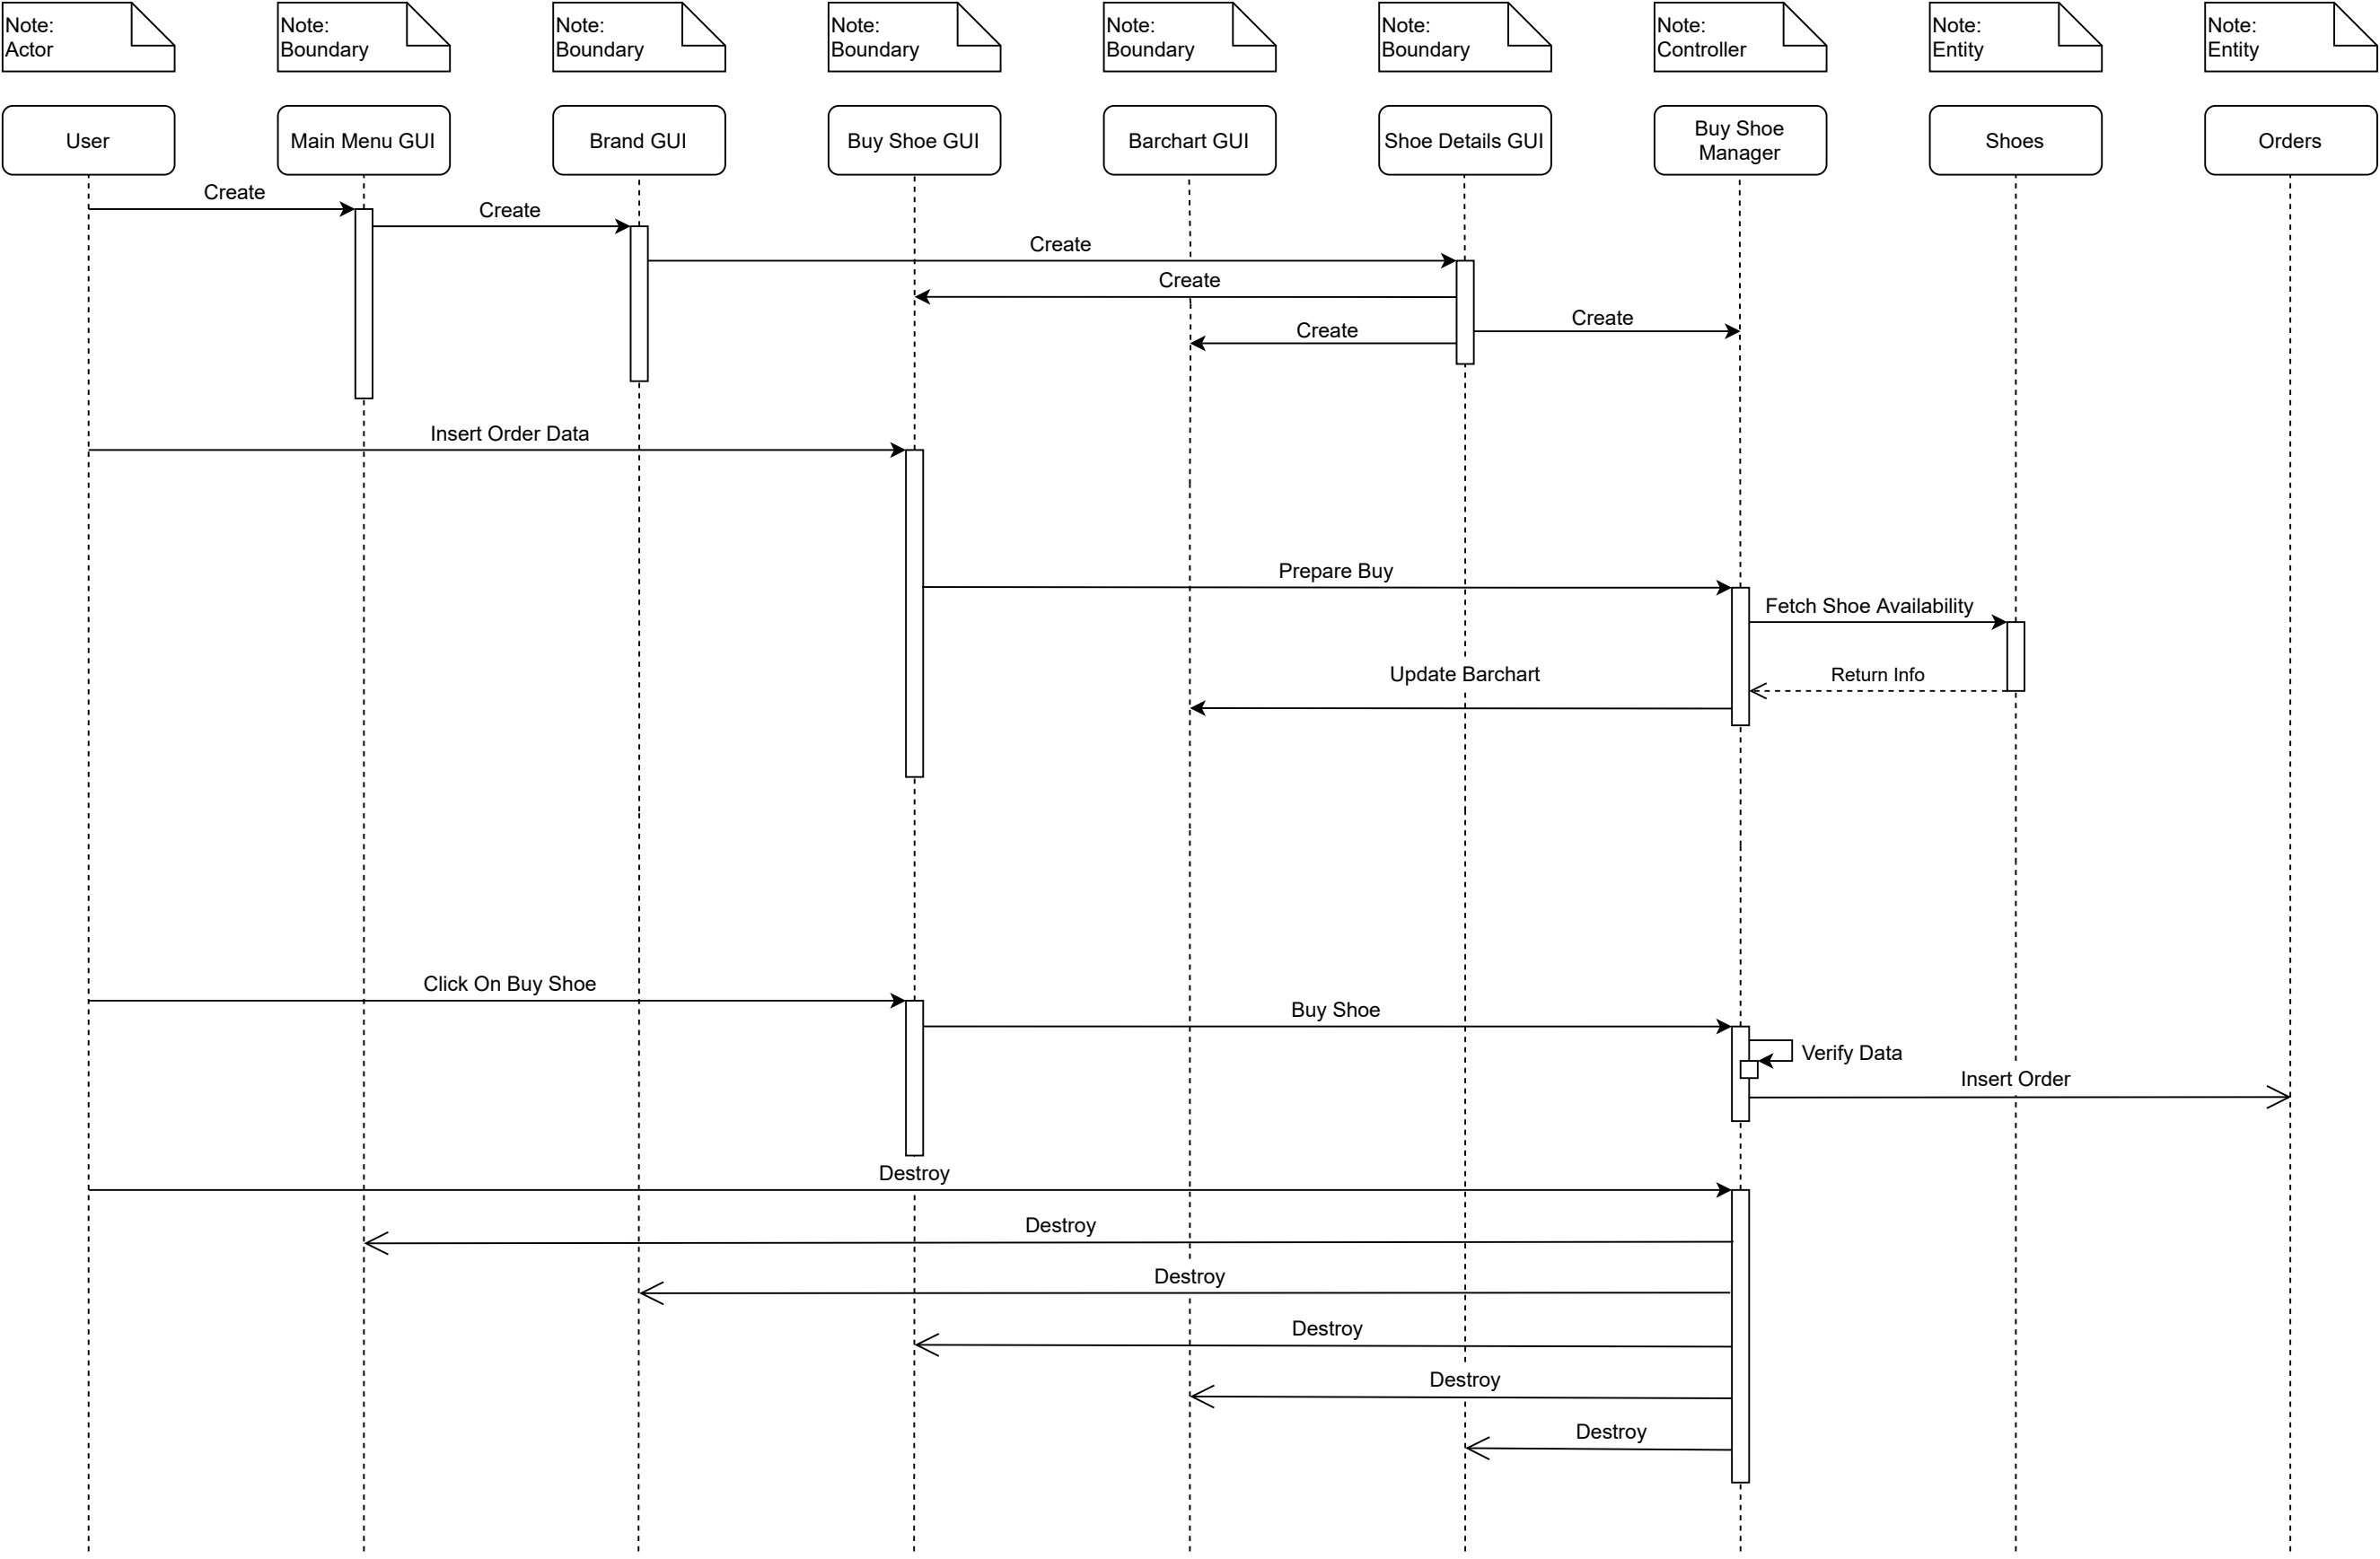 Note:
Actor
Note:
Boundary
Note:
Boundary
Note:
Boundary
Note:
Boundary
Note:
Boundary
Note:
Controller
Note:
Entity
Note:
Entity
User
Main Menu GUI
Brand GUI
Buy Shoe GUI
Barchart GUI
Shoe Details GUI
Buy Shoe
Manager
Shoes
Orders
Create
Create
Create
Create
Create
Create
Insert Order Data
Prepare Buy
Fetch Shoe Availability
Update Barchart
Return Info
Click On Buy Shoe
Buy Shoe
Verify Data
Insert Order
Destroy
Destroy
Destroy
Destroy
Destroy
Destroy